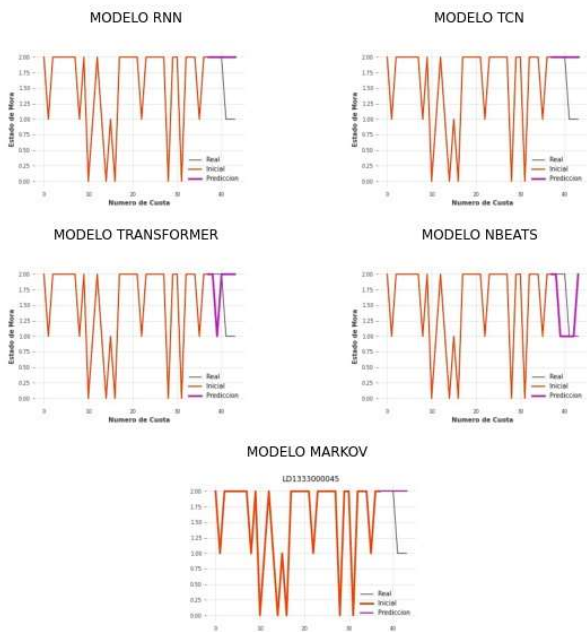 MODELO RNN
MODELO TCN
2.00
1.75
1.50
1.25
1.00
0.75
0.50
0.25
0.00
Estado de Mora
Real
Inicial
Prediccion
0
10
20
30
40
Numero de Cuota
2.00
1.75
1.50
1.25
1.00
0.75
0.50
0.25
0.00
Estado de Mora
Real
Inicial
Prediccion
0
10
20
30
40
Numero de Cuota
MODELO TRANSFORMER
MODELO NBEATS
2.00
1.75
1.50
1.25
1.00
0.75
0.50
0.25
0.00
Estado de Mora
Real
Inicial
Prediccion
0
10
20
30
40
Numero de Cuota
2.00
1.75
1.50
1.25
1.00
0.75
0.50
0.25
0.00
Estado de Mora
Real
Inicial
Prediccion
0
10
20
30
40
Numero de Cuota
MODELO MARKOV
LD1333000045
2.00
1.75
1.50
1.25
1.00
0.75
0.50
0.25
0.00
Real
Inicial
Prediccion
0
10
20
30
40